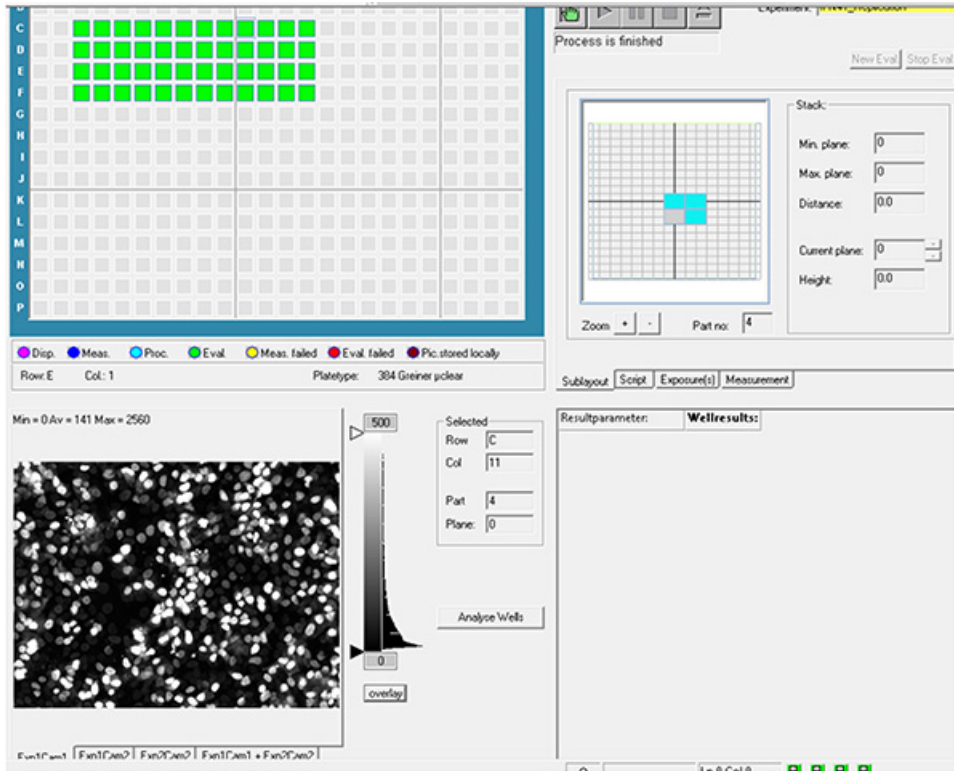 Experiment:
C
D
E
F
G
H
I
J
K
L
M
N
O
P
Process is finished
New Eval Stop Eval
Stack:
Min. plane: 0
Max. plane: 0
Distance: 0.0
Current plane: 0
Height: 0.0
Zoom + - Part no: 4
Disp. Meas. Proc. Eval Meas. failed Eval. failed Pic.stored locally
Row: E Col.: 1 Platetype: 384 Greiner µclear
Sublayout Script Exposure(s) Measurement
Min = 0 Av = 141 Max = 2560
500
0
overlay
Selected
Row C
Col 11
Part 4
Plane: 0
Analyse Wells
Resultparameter: Wellresults:
Exp1Cam1 Exp1Cam2 Exp2Cam2 Exp1Cam1 + Exp2Cam2